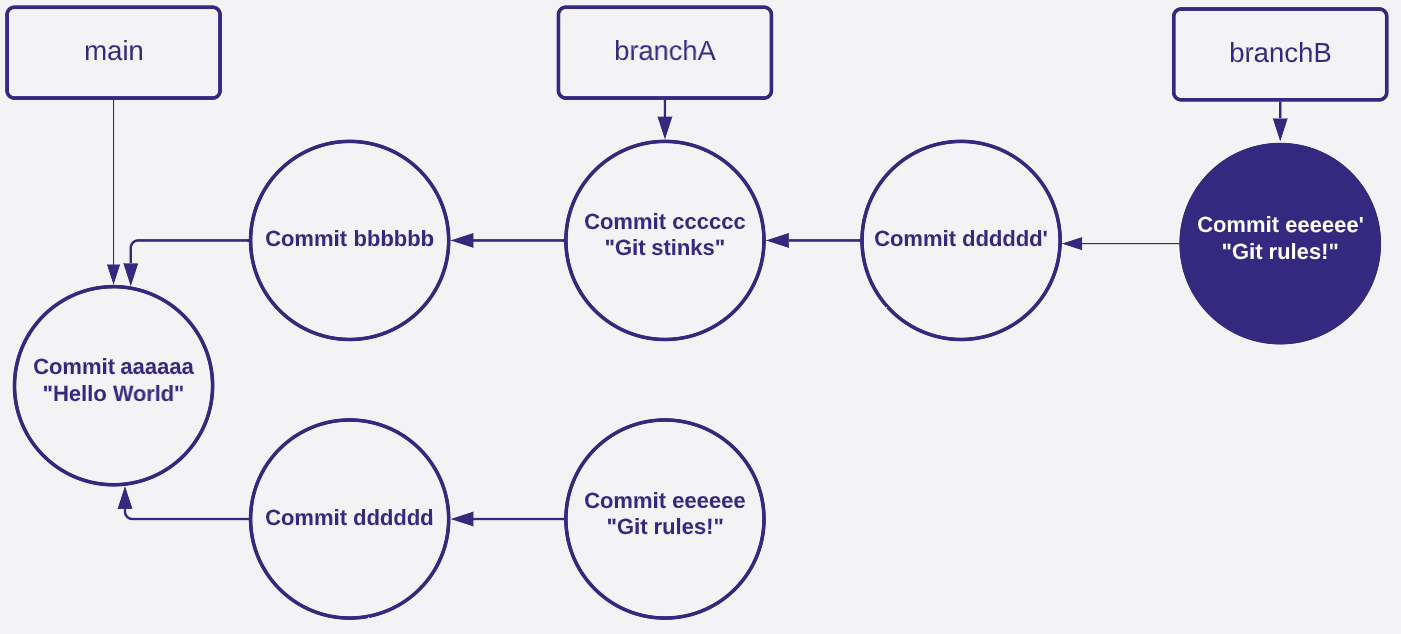 main
branchA
branchB
Commit bbbbbb
Commit cccccc
"Git stinks"
Commit dddddd'
Commit eeeeee'
"Git rules!"
Commit aaaaaa
"Hello World"
Commit dddddd
Commit eeeeee
"Git rules!"